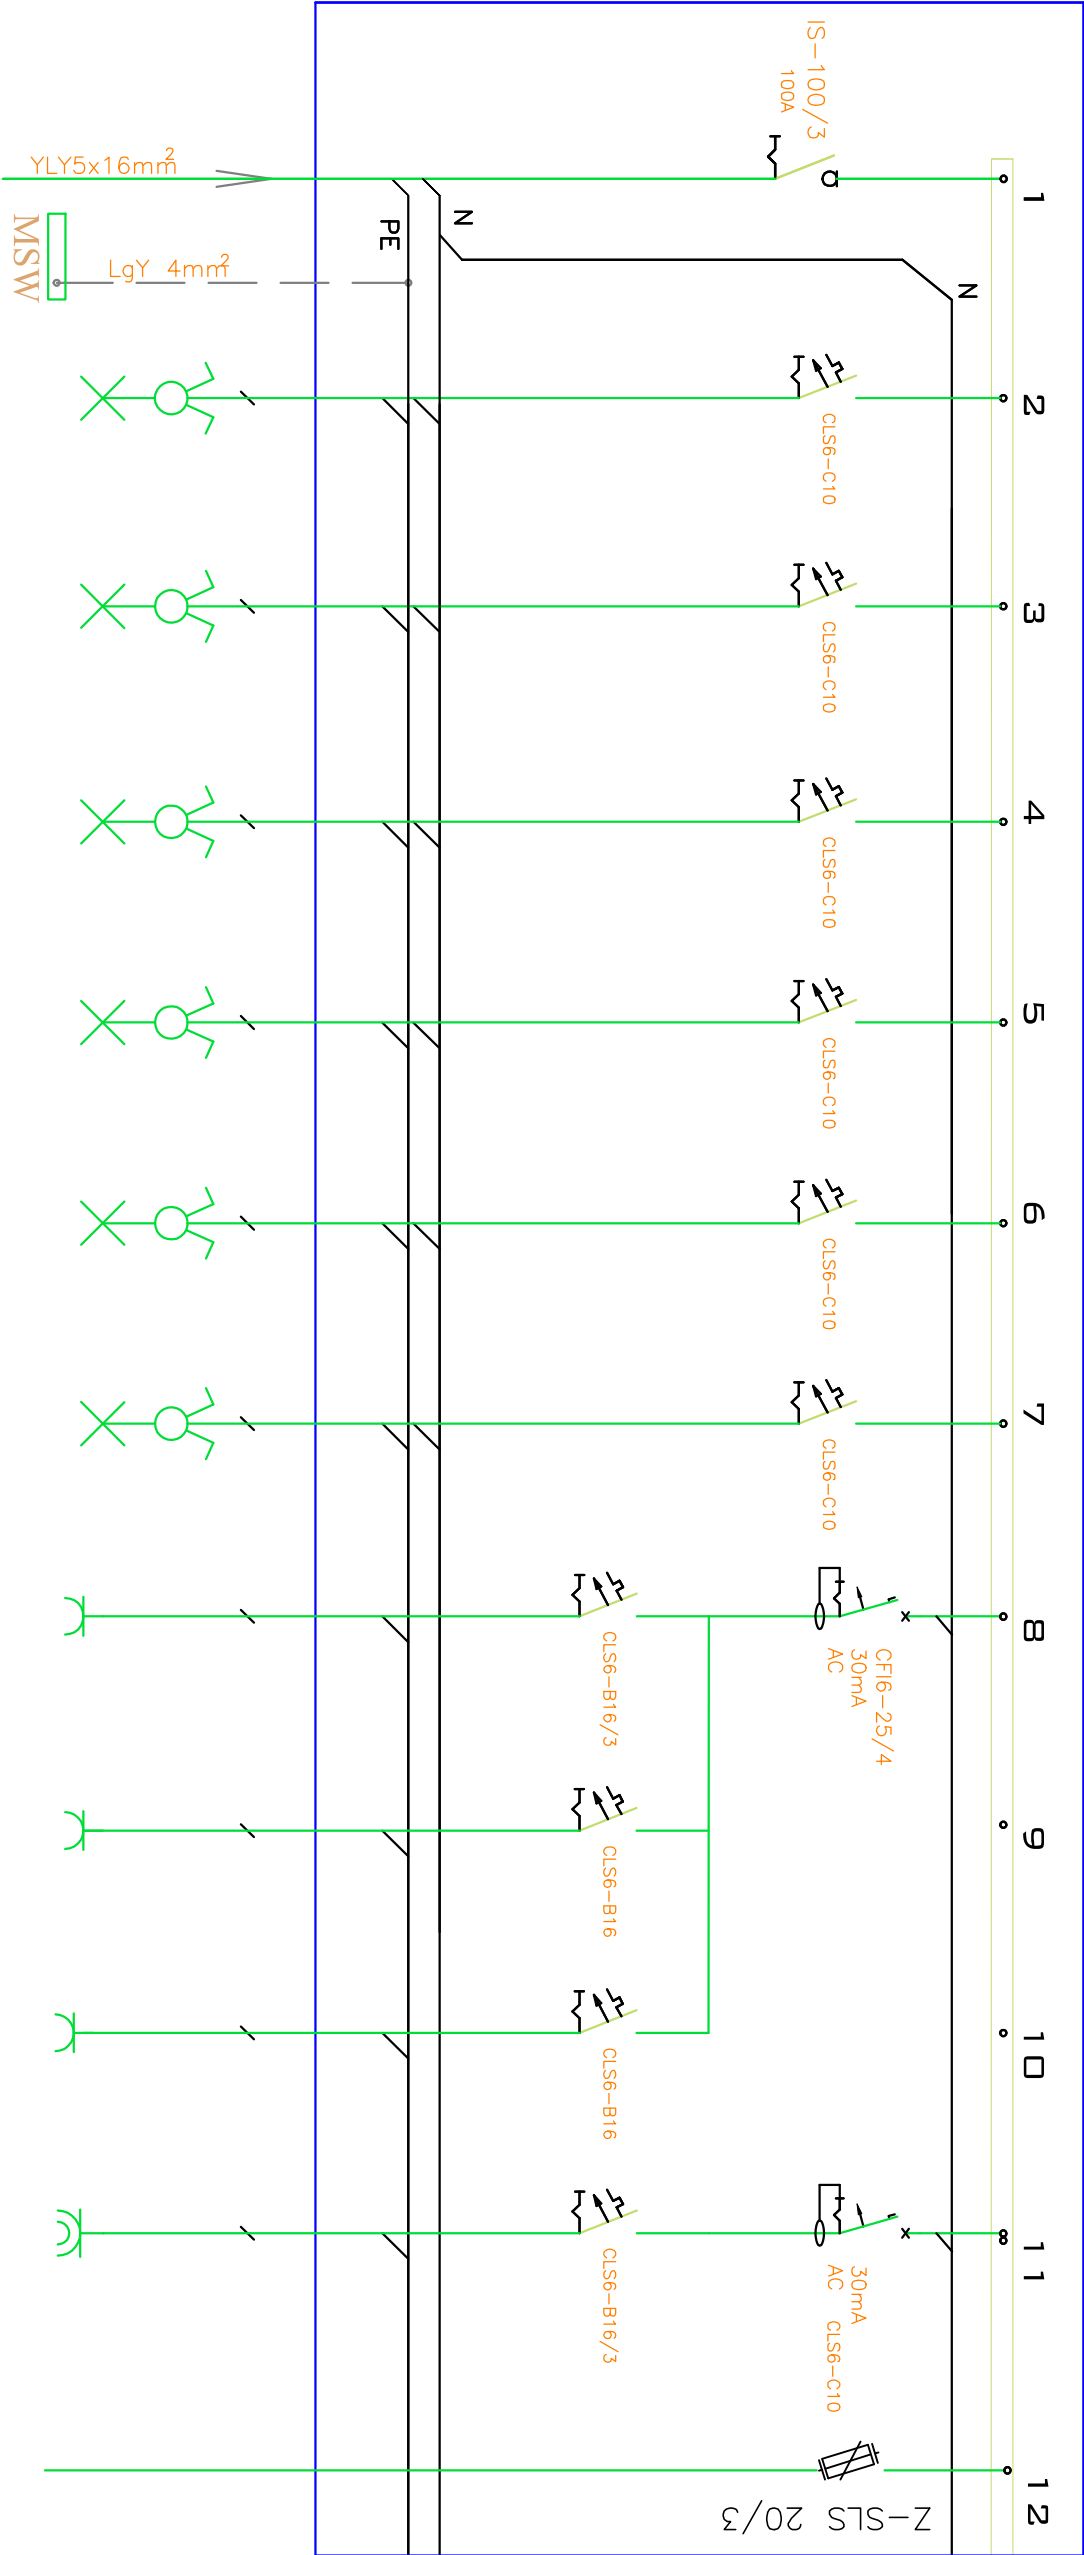 1
IS-100/3
100A
YLY5x16mm²
N
PE
N
MSW
LgY 4mm²
2
CLS6-C10
3
CLS6-C10
4
CLS6-C10
5
CLS6-C10
6
CLS6-C10
7
CLS6-C10
8
CFI6-25/4
30mA
AC
CLS6-B16/3
9
CLS6-B16
10
CLS6-B16
11
30mA
AC CLS6-C10
CLS6-B16/3
12
Z-SLS 20/3